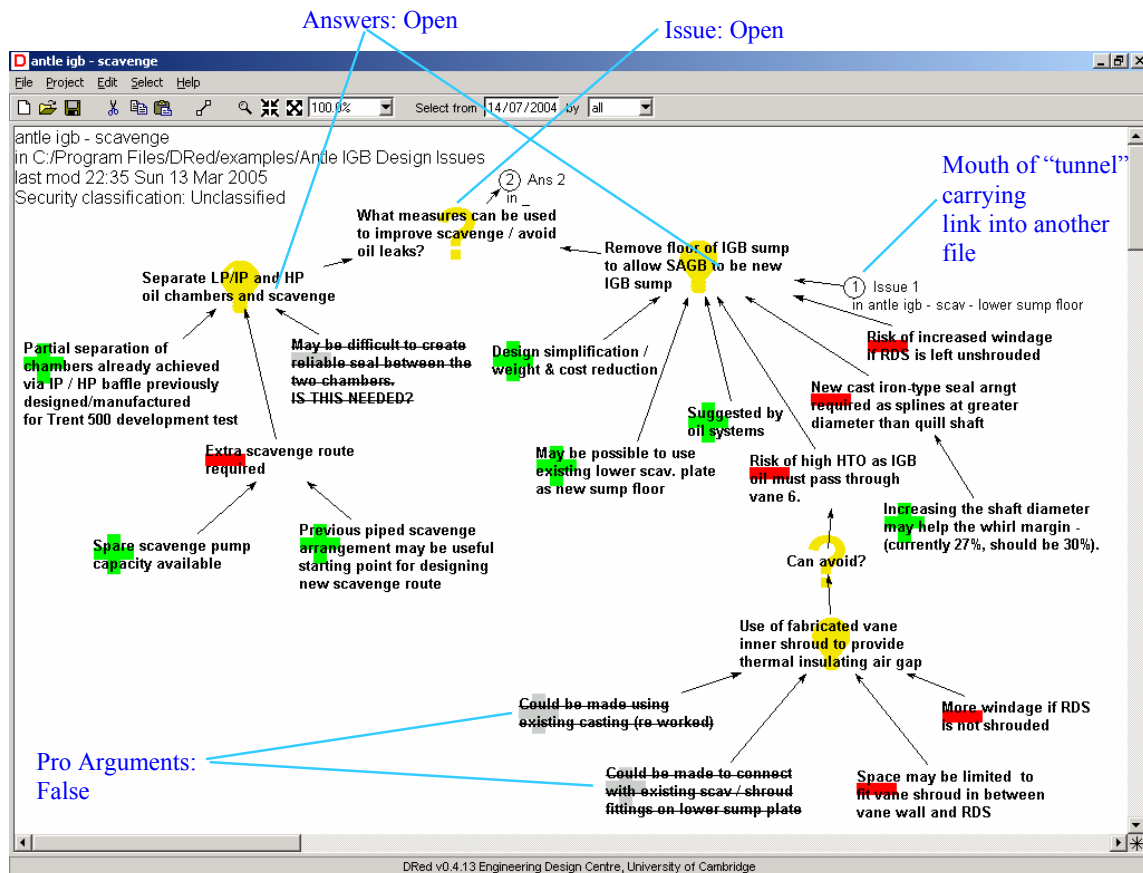 Answers: Open
Issue: Open
antle igb - scavenge
File Project Edit Select Help
100.0%
Select from 14/07/2004 by all
antle igb - scavenge
in C:/Program Files/DRed/examples/Antle IGB Design Issues
last mod 22:35 Sun 13 Mar 2005
Security classification: Unclassified
2 Ans 2
in _
Mouth of “tunnel”
carrying
link into another
file
What measures can be used
to improve scavenge / avoid
oil leaks?
Remove floor of IGB sump
to allow SAGB to be new
IGB sump
Separate LP/IP and HP
oil chambers and scavenge
1 Issue 1
in antle igb - scav - lower sump floor
Risk of increased windage
if RDS is left unshrouded
Partial separation of
chambers already achieved
via IP / HP baffle previously
designed/manufactured
for Trent 500 development test
May be difficult to create
reliable seal between the
two chambers.
IS THIS NEEDED?
Design simplification /
weight & cost reduction
New cast iron-type seal arngt
required as splines at greater
diameter than quill shaft
Suggested by
oil systems
Extra scavenge route
required
May be possible to use
existing lower scav. plate
as new sump floor
Risk of high HTO as IGB
oil must pass through
vane 6.
Increasing the shaft diameter
may help the whirl margin -
(currently 27%, should be 30%).
Spare scavenge pump
capacity available
Previous piped scavenge
arrangement may be useful
starting point for designing
new scavenge route
Can avoid?
Use of fabricated vane
inner shroud to provide
thermal insulating air gap
Could be made using
existing casting (re worked)
More windage if RDS
is not shrouded
Pro Arguments:
False
Could be made to connect
with existing scav / shroud
fittings on lower sump plate
Space may be limited to
fit vane shroud in between
vane wall and RDS
DRed v0.4.13 Engineering Design Centre, University of Cambridge